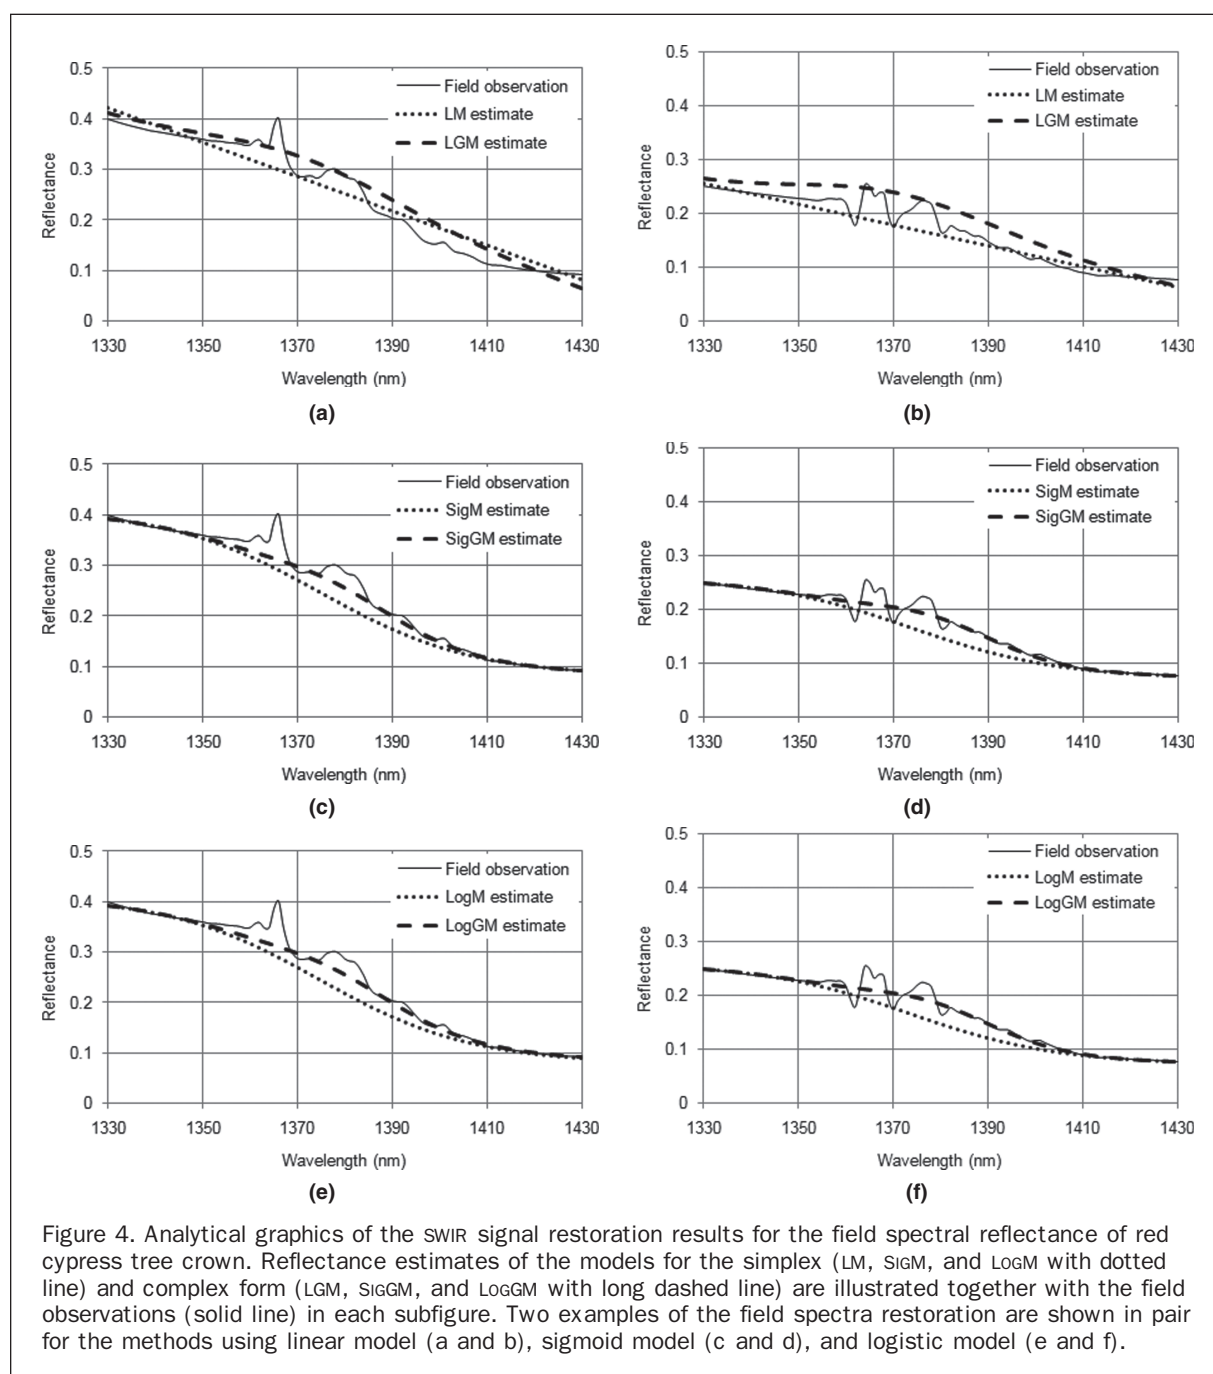 0.5
0.4
0.3
0.2
0.1
0
Reflectance
Field observation
LM estimate
LGM estimate
1330 1350 1370 1390 1410 1430
Wavelength (nm)
(a)
0.5
0.4
0.3
0.2
0.1
0
Reflectance
Field observation
LM estimate
LGM estimate
1330 1350 1370 1390 1410 1430
Wavelength (nm)
(b)
0.5
0.4
0.3
0.2
0.1
0
Reflectance
Field observation
SigM estimate
SigGM estimate
1330 1350 1370 1390 1410 1430
Wavelength (nm)
(c)
0.5
0.4
0.3
0.2
0.1
0
Reflectance
Field observation
SigM estimate
SigGM estimate
1330 1350 1370 1390 1410 1430
Wavelength (nm)
(d)
0.5
0.4
0.3
0.2
0.1
0
Reflectance
Field observation
LogM estimate
LogGM estimate
1330 1350 1370 1390 1410 1430
Wavelength (nm)
(e)
0.5
0.4
0.3
0.2
0.1
0
Reflectance
Field observation
LogM estimate
LogGM estimate
1330 1350 1370 1390 1410 1430
Wavelength (nm)
(f)
Figure 4. Analytical graphics of the SWIR signal restoration results for the field spectral reflectance of red
cypress tree crown. Reflectance estimates of the models for the simplex (LM, SIGM, and LOGM with dotted
line) and complex form (LGM, SIGGM, and LOGGM with long dashed line) are illustrated together with the field
observations (solid line) in each subfigure. Two examples of the field spectra restoration are shown in pair
for the methods using linear model (a and b), sigmoid model (c and d), and logistic model (e and f).